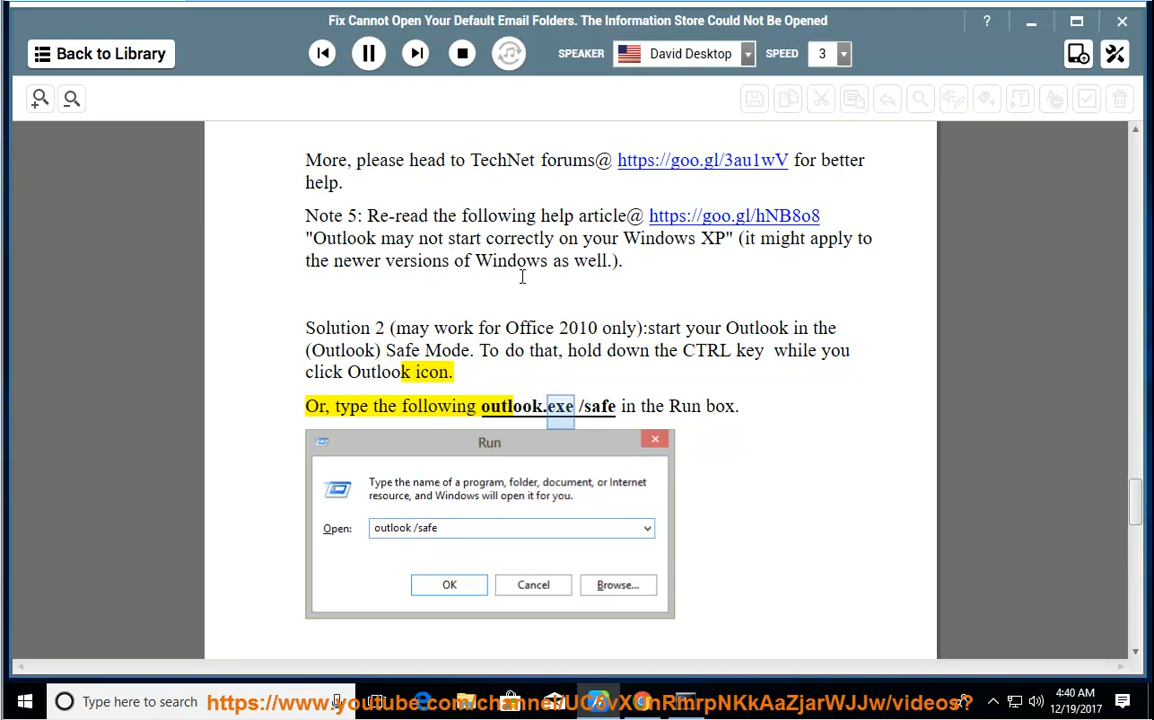 Fix Cannot Open Your Default Email Folders. The Information Store Could Not Be Opened
Back to Library
SPEAKER
David Desktop
SPEED
3
More, please head to TechNet forums@ https://goo.gl/3au1wV for better
help.
Note 5: Re-read the following help article@ https://goo.gl/hNB8o8
"Outlook may not start correctly on your Windows XP" (it might apply to
the newer versions of Windows as well.).
Solution 2 (may work for Office 2010 only):start your Outlook in the
(Outlook) Safe Mode. To do that, hold down the CTRL key while you
click Outlook icon.
Or, type the following outlook.exe /safe in the Run box.
Run
Type the name of a program, folder, document, or Internet
resource, and Windows will open it for you.
Open:
outlook /safe
OK
Cancel
Browse...
Type here to search
4:40 AM
12/19/2017